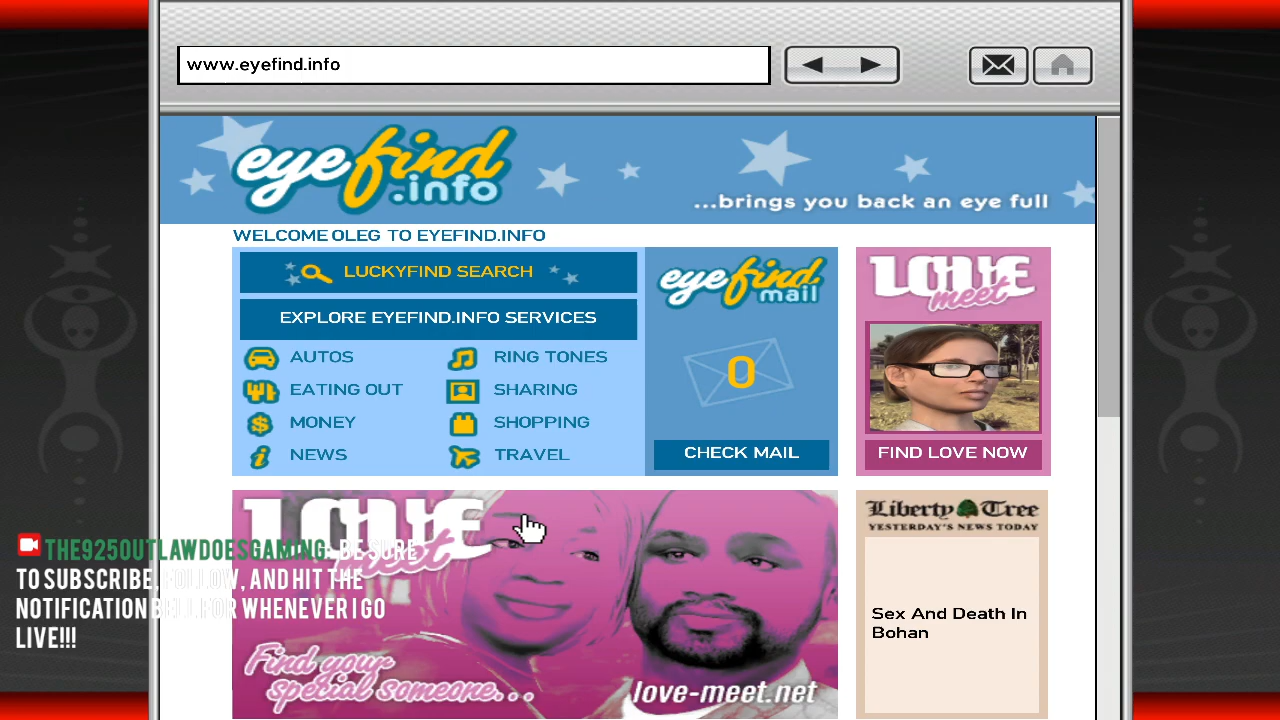 www.eyefind.info
eyefind
.info
...brings you back an eye full
WELCOME OLEG TO EYEFIND.INFO
LUCKYFIND SEARCH
EXPLORE EYEFIND.INFO SERVICES
AUTOS
RING TONES
EATING OUT
SHARING
MONEY
SHOPPING
NEWS
TRAVEL
eyefind
mail
0
CHECK MAIL
LOVE
meet
FIND LOVE NOW
LOVE
meet
Find your
special someone...
love-meet.net
Liberty Tree
YESTERDAY'S NEWS TODAY
Sex And Death In
Bohan
THE925OUTLAWDOESGAMING: BE SURE
TO SUBSCRIBE, FOLLOW, AND HIT THE
NOTIFICATION BELL FOR WHENEVER I GO
LIVE!!!